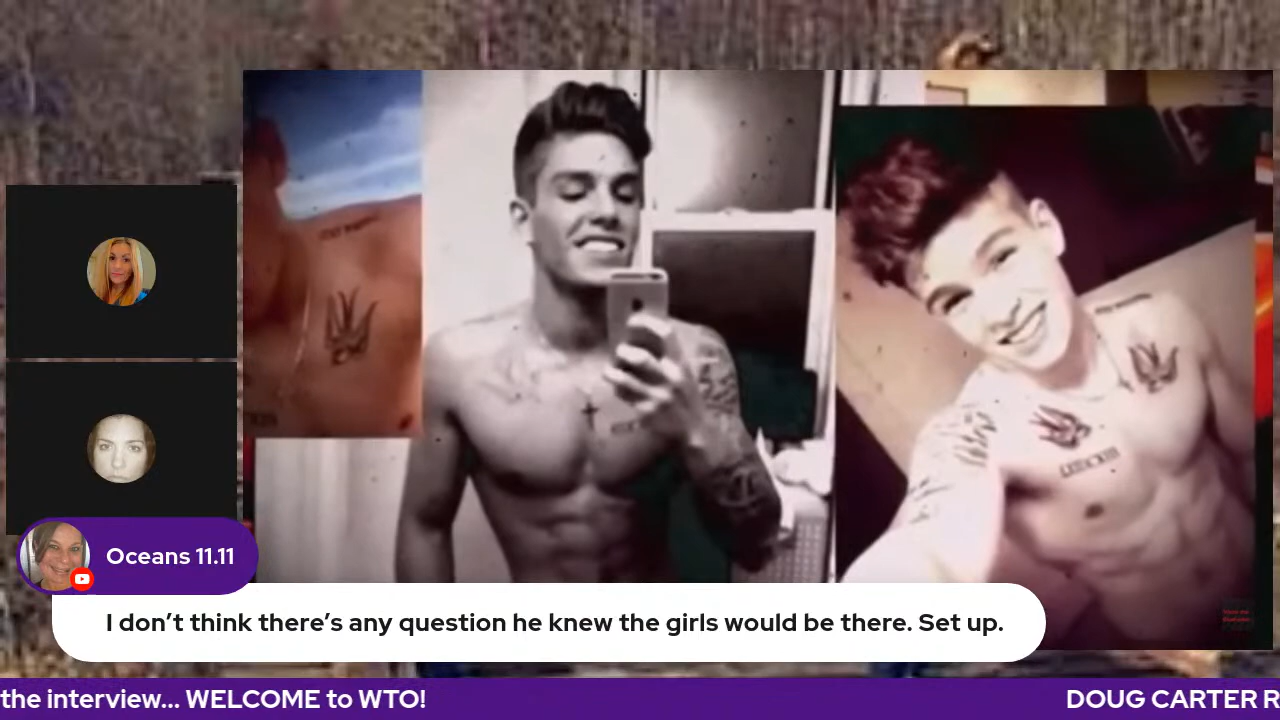 Oceans 11.11
I don’t think there’s any question he knew the girls would be there. Set up.
the interview... WELCOME to WTO!
DOUG CARTER R